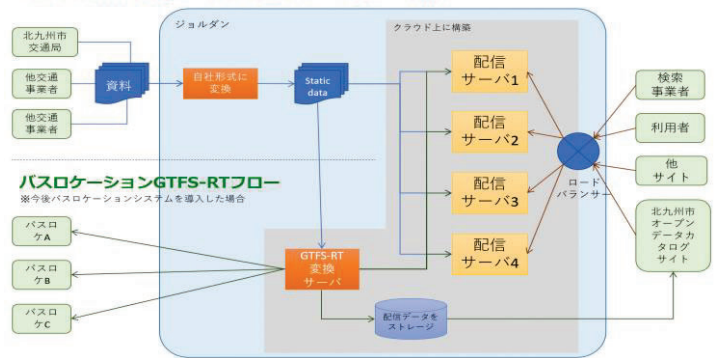 ジョルダン
クラウド上に構築
北九州市
交通局
他交通
事業者
他交通
事業者
資料
自社形式に
変換
Static
data
配信
サーバ1
配信
サーバ2
配信
サーバ3
配信
サーバ4
ロード
バランサー
検索
事業者
利用者
他
サイト
北九州市
オープン
データカ
タログ
サイト
バスロケーションGTFS-RTフロー
※今後バスロケーションシステムを導入した場合
バスロ
ケA
バスロ
ケB
バスロ
ケC
GTFS-RT
変換
サーバ
配信データを
ストレージ